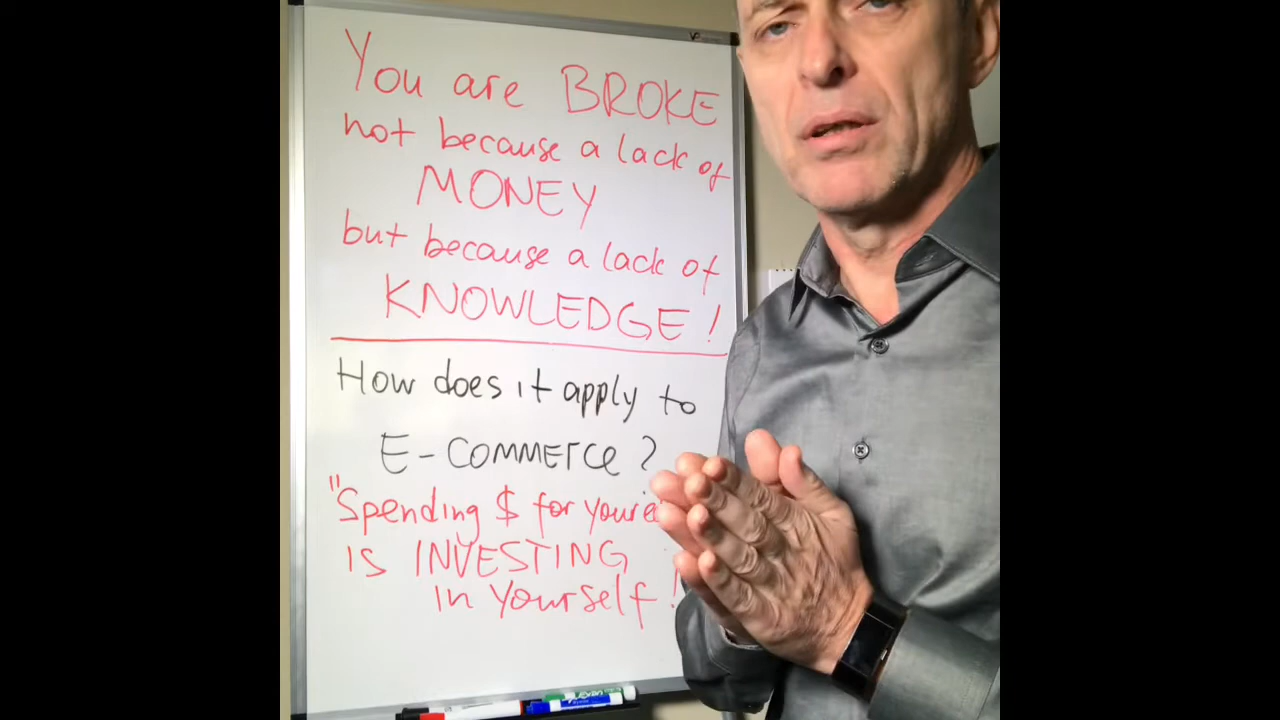 You are BROKE
not because a lack of
MONEY
but because a lack of
KNOWLEDGE!
How does it apply to
E-COMMERCE?
"Spending $ for your
is INVESTING
in yourself!